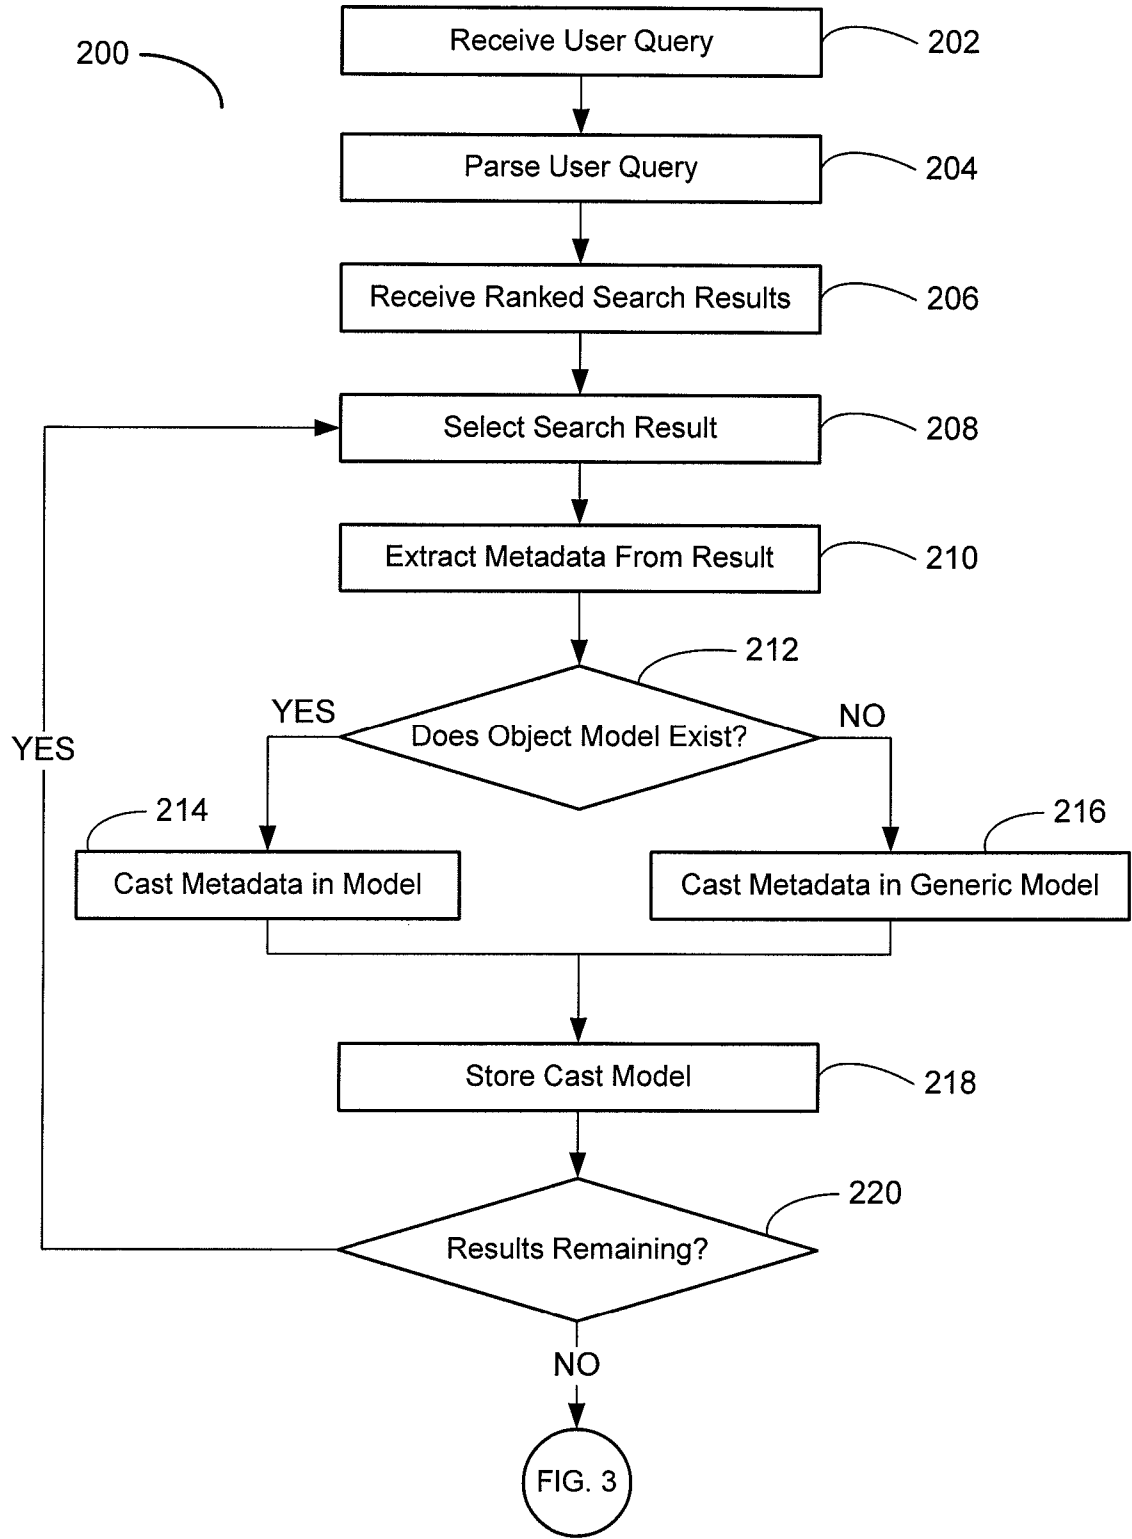 200
Receive User Query
202
Parse User Query
204
Receive Ranked Search Results
206
Select Search Result
208
Extract Metadata From Result
210
212
Does Object Model Exist?
YES
NO
YES
214
Cast Metadata in Model
216
Cast Metadata in Generic Model
Store Cast Model
218
220
Results Remaining?
NO
FIG. 3